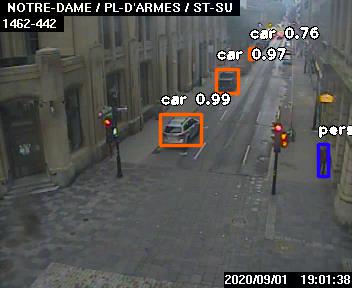 NOTRE-DAME / PL-D'ARMES / ST-SU
1462-442
car 0.76
car 0.97
car 0.99
pers
2020/09/01 19:01:38